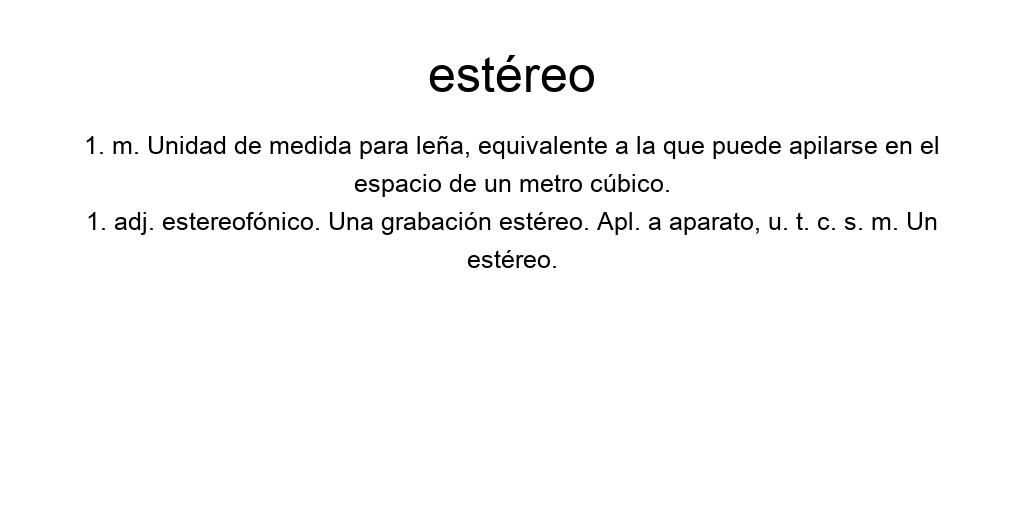 estéreo
1. m. Unidad de medida para leña, equivalente a la que puede apilarse en el
espacio de un metro cúbico.
1. adj. estereofónico. Una grabación estéreo. Apl. a aparato, u. t. c. s. m. Un
estéreo.